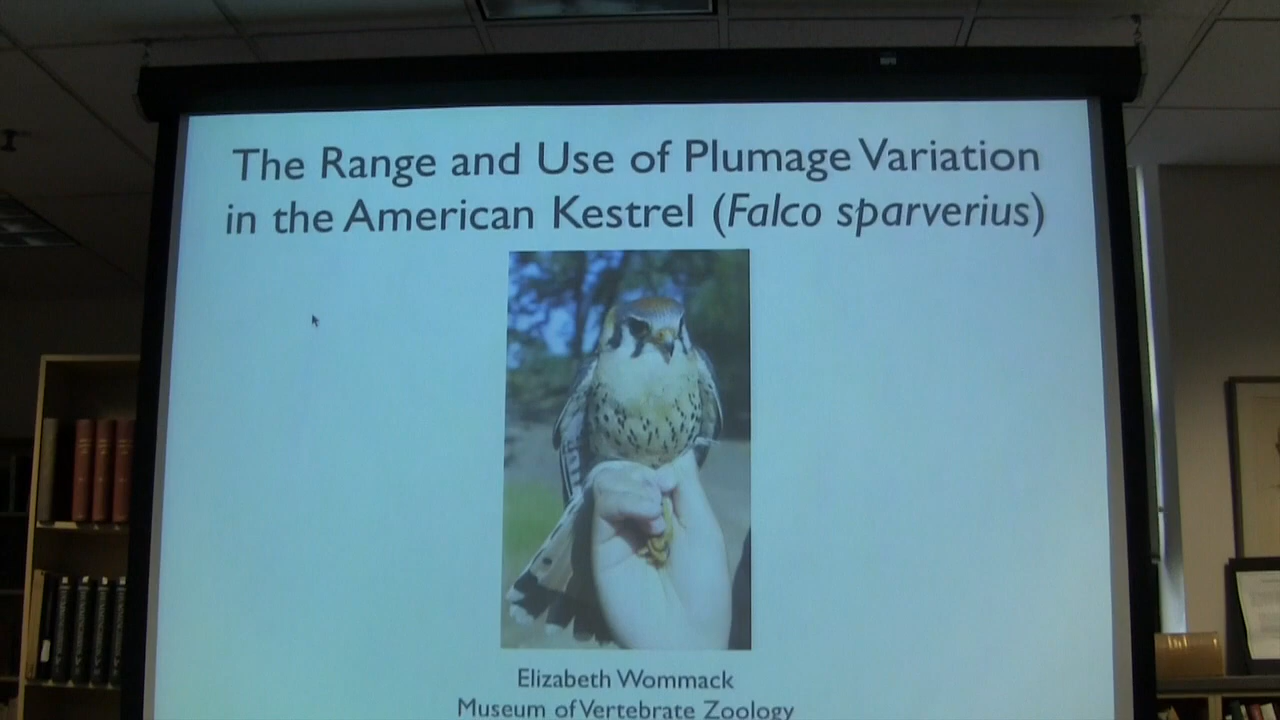 The Range and Use of Plumage Variation
in the American Kestrel (Falco sparverius)
Elizabeth Wommack
Museum of Vertebrate Zoology